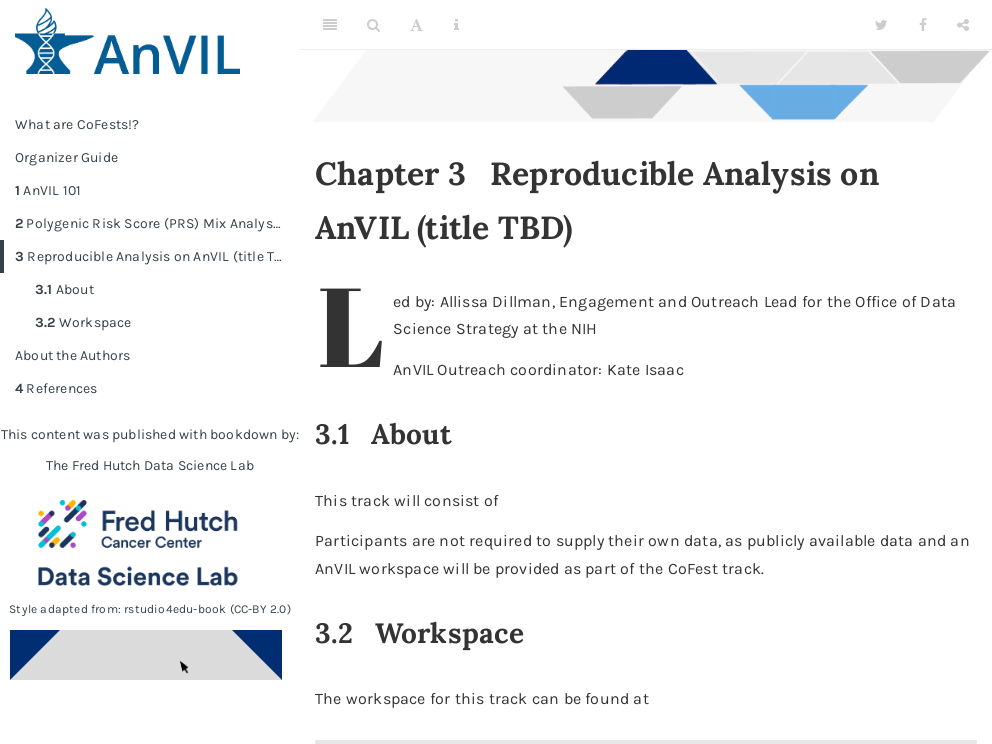 AnVIL
What are CoFests!?
Organizer Guide
1 AnVIL 101
2 Polygenic Risk Score (PRS) Mix Analys...
3 Reproducible Analysis on AnVIL (title T...
3.1 About
3.2 Workspace
About the Authors
4 References
This content was published with bookdown by:
The Fred Hutch Data Science Lab
Fred Hutch
Cancer Center
Data Science Lab
Style adapted from: rstudio4edu-book (CC-BY 2.0)
A
Chapter 3 Reproducible Analysis on
AnVIL (title TBD)
Led by: Allissa Dillman, Engagement and Outreach Lead for the Office of Data
Science Strategy at the NIH
AnVIL Outreach coordinator: Kate Isaac
3.1 About
This track will consist of
Participants are not required to supply their own data, as publicly available data and an
AnVIL workspace will be provided as part of the CoFest track.
3.2 Workspace
The workspace for this track can be found at